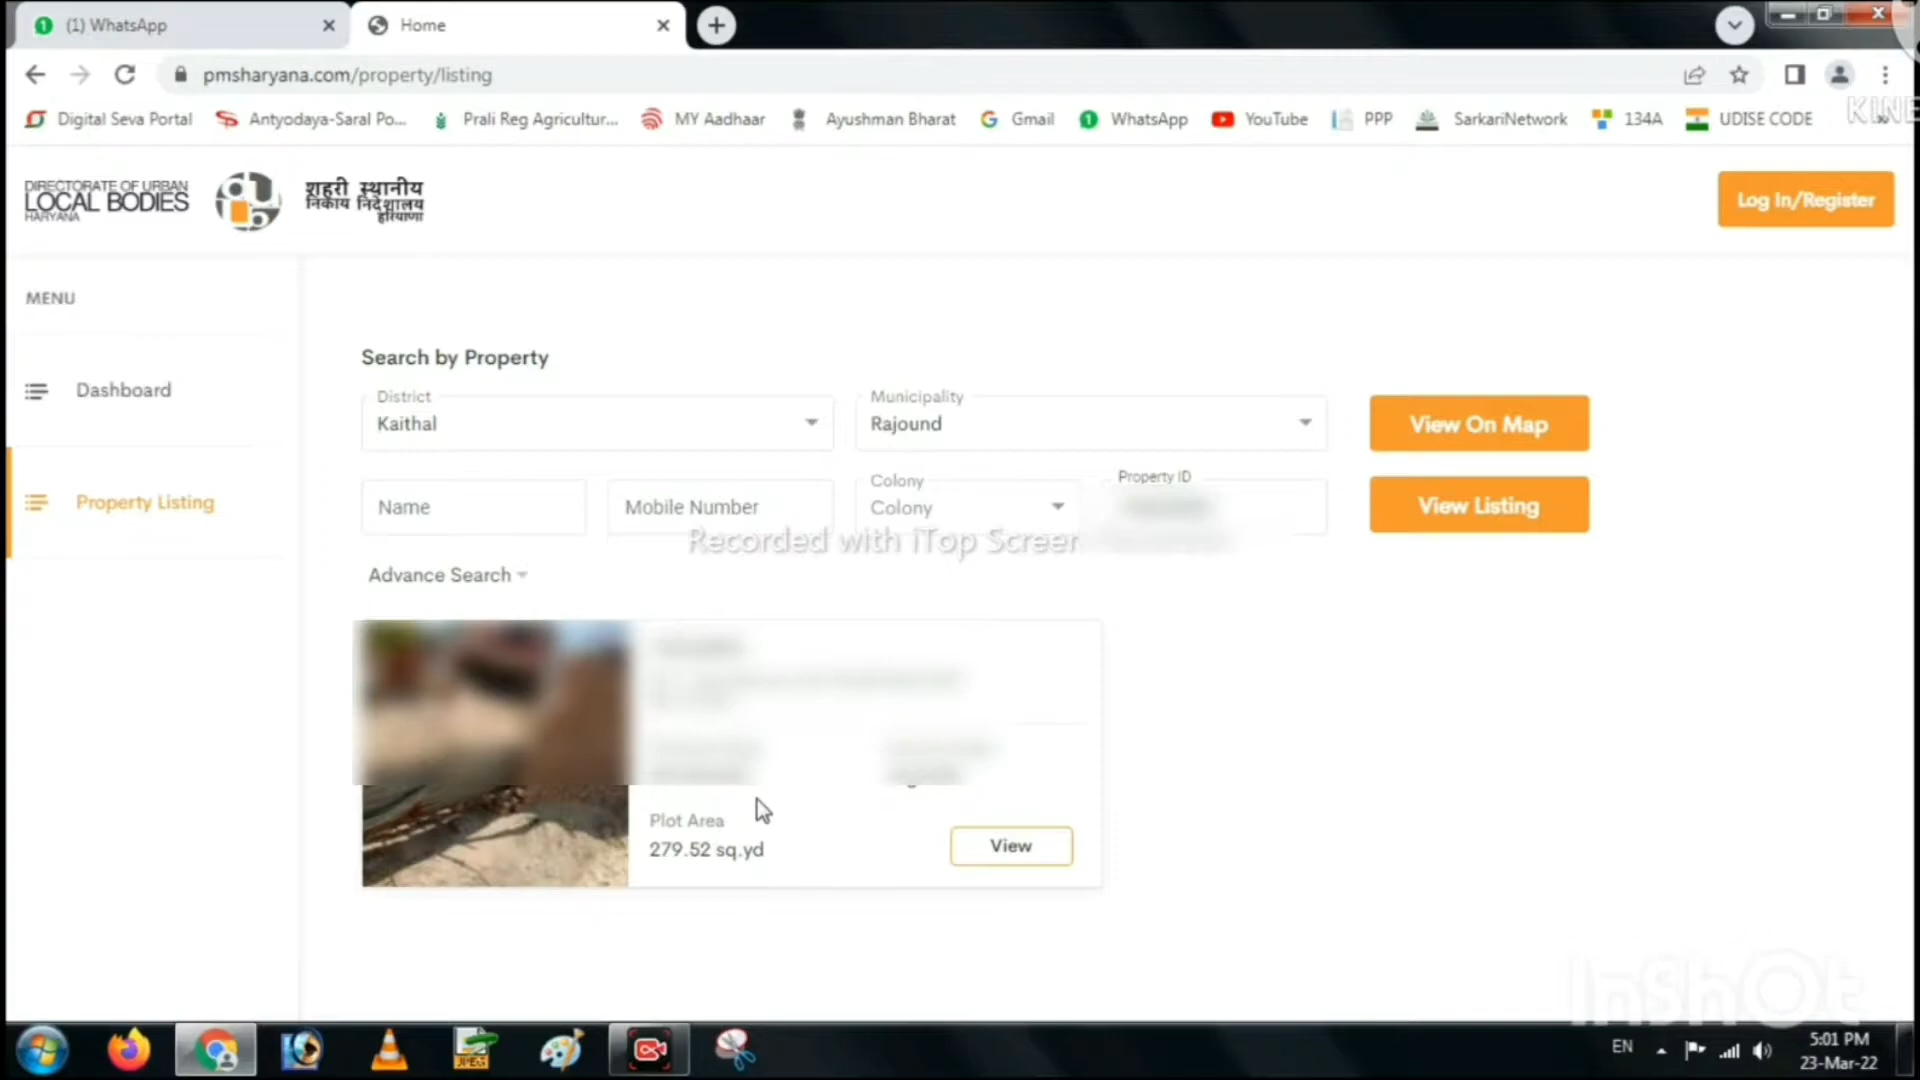 (1) WhatsApp
Home
pmsharyana.com/property/listing
Digital Seva Portal
Antyodaya-Saral Po...
Prali Reg Agricultur...
MY Aadhaar
Ayushman Bharat
Gmail
WhatsApp
YouTube
PPP
SarkariNetwork
134A
UDISE CODE
KINE
DIRECTORATE OF URBAN
LOCAL BODIES
HARYANA
शहरी स्थानीय
निकाय निदेशालय
हरियाणा
Log In/Register
MENU
Dashboard
Property Listing
Search by Property
District
Kaithal
Municipality
Rajound
View On Map
Name
Mobile Number
Colony
Colony
Property ID
View Listing
Recorded with iTop Screen
Advance Search
Plot Area
279.52 sq.yd
View
InShOt
JPEG
EN
5:01 PM
23-Mar-22